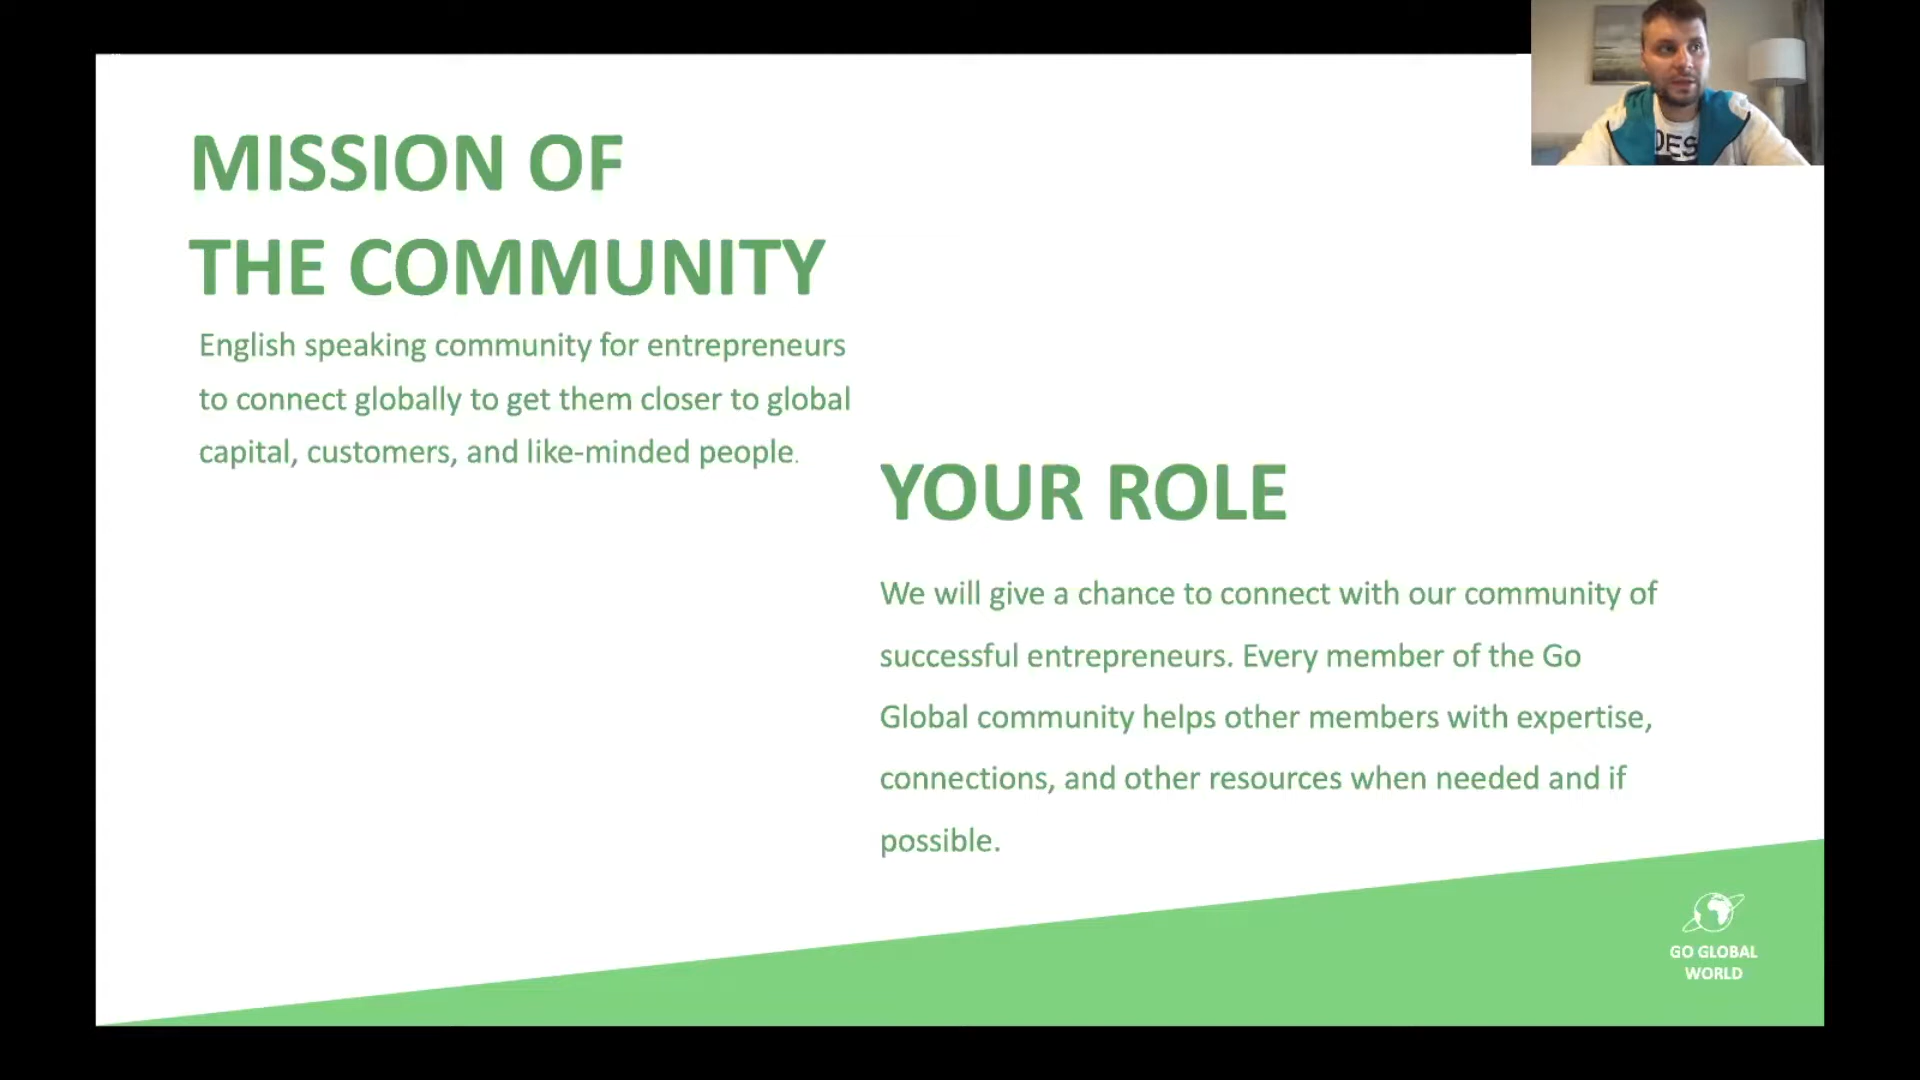 MISSION OF
THE COMMUNITY
English speaking community for entrepreneurs
to connect globally to get them closer to global
capital, customers, and like-minded people.
YOUR ROLE
We will give a chance to connect with our community of
successful entrepreneurs. Every member of the Go
Global community helps other members with expertise,
connections, and other resources when needed and if
possible.
GO GLOBAL
WORLD